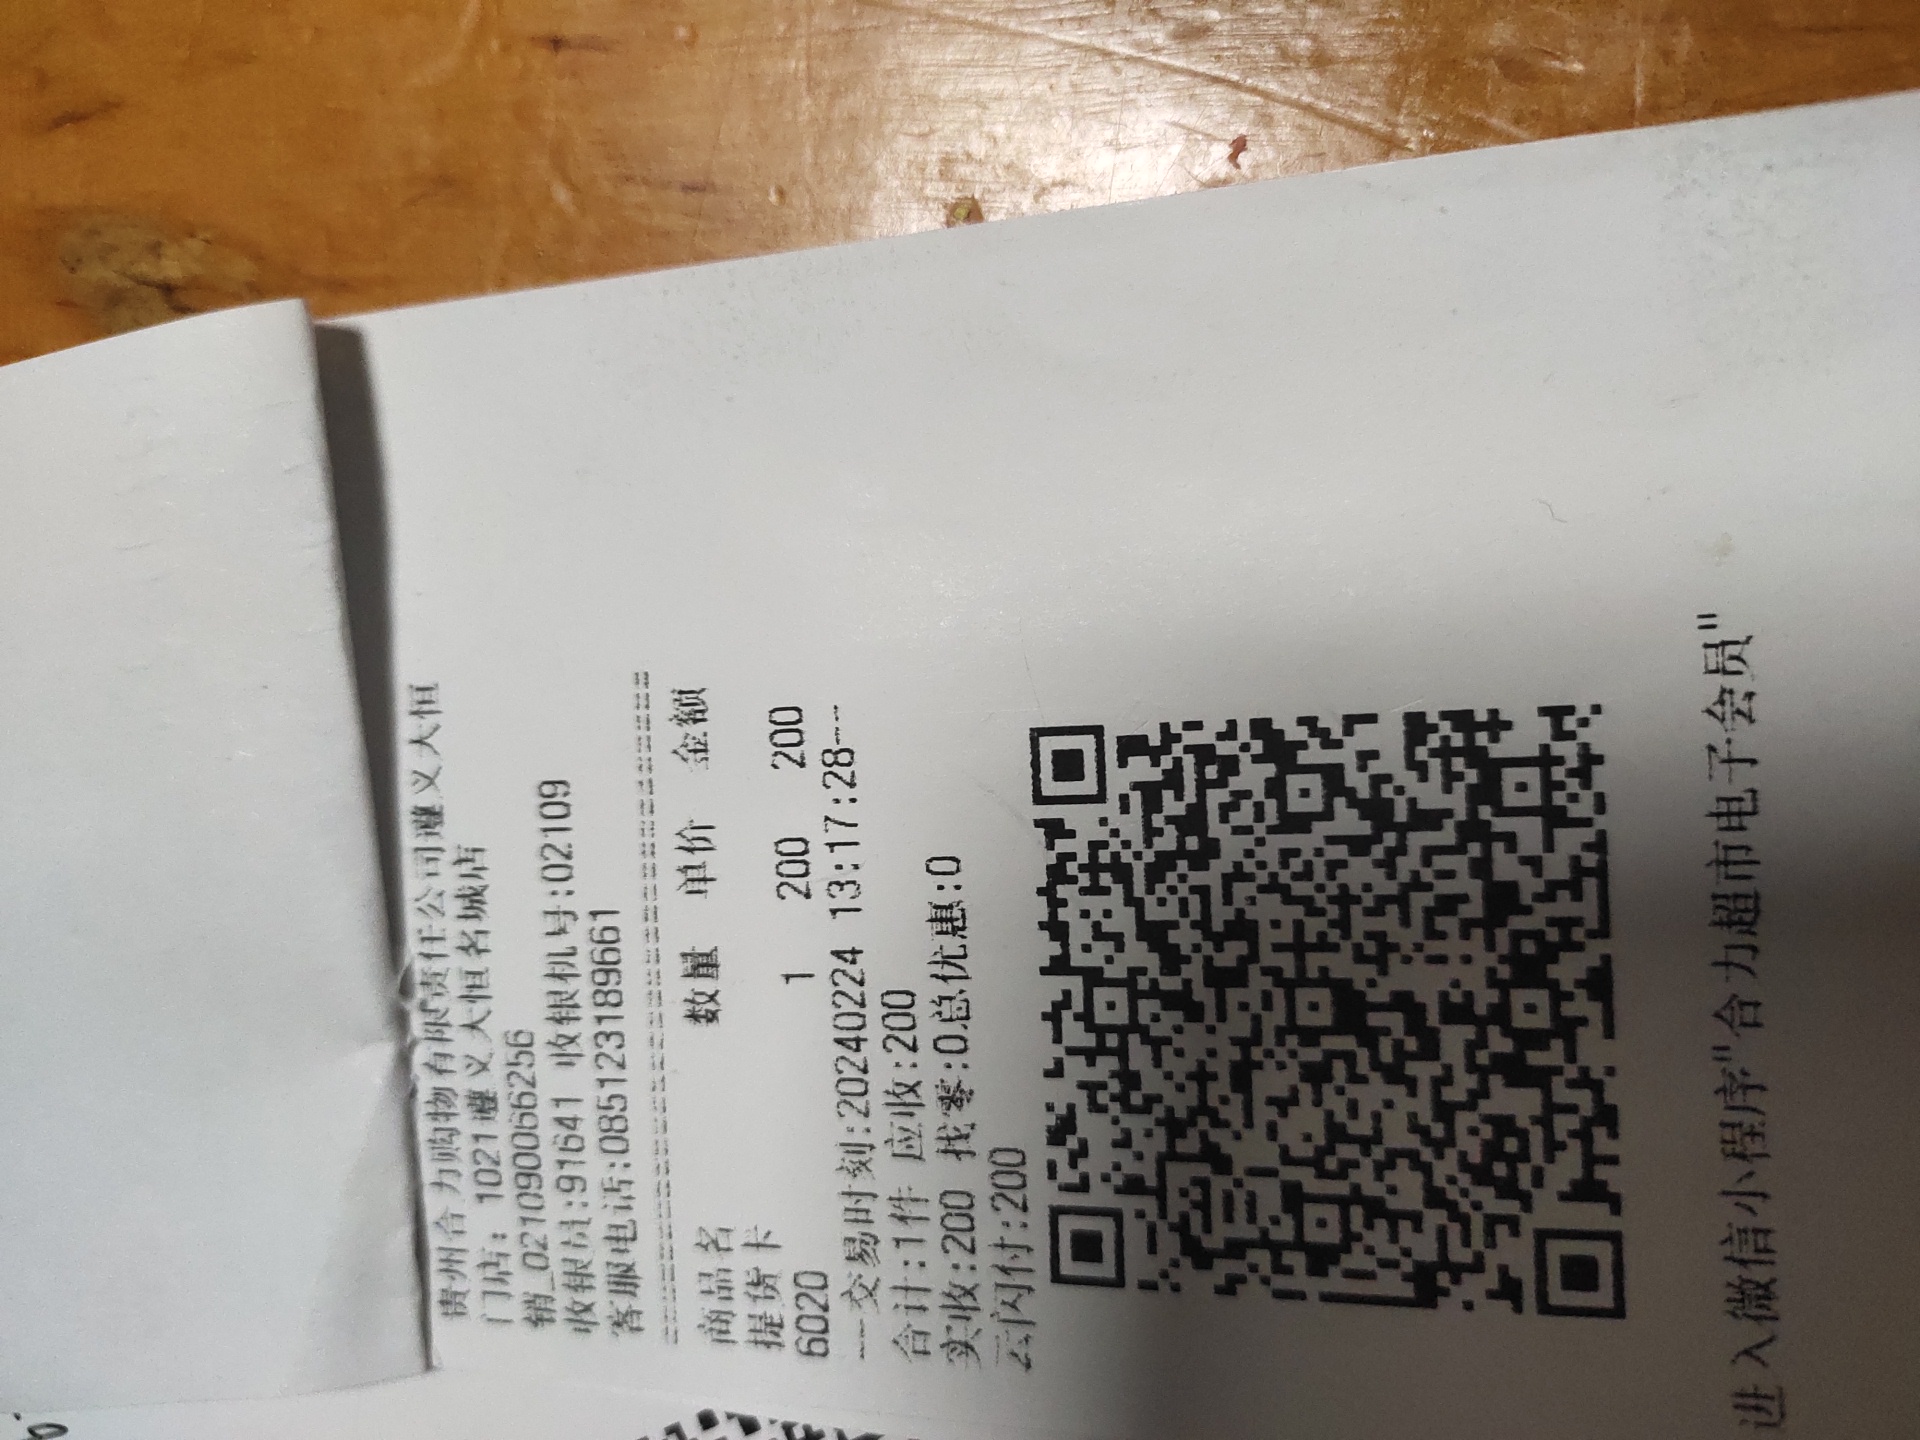 贵州合力购物有限责任公司遵义大恒
门店: 1021遵义大恒名城店
销_02109000662​56
收银员:91641 收银机号:02109
客服电话:085123189661
商品名 数量 单价 金额
提货卡
6020 1 200 200
---交易时刻:20240224 13:17:28---
合计:1件 应收:200
实收:200 找零:0总优惠:0
云闪付:200
进入微信小程序"合力超市电子会员"